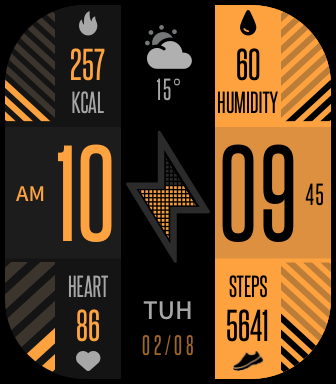 257
KCAL
15°
60
HUMIDITY
AM 10 09 45
HEART
86
TUH
02/08
STEPS
5641